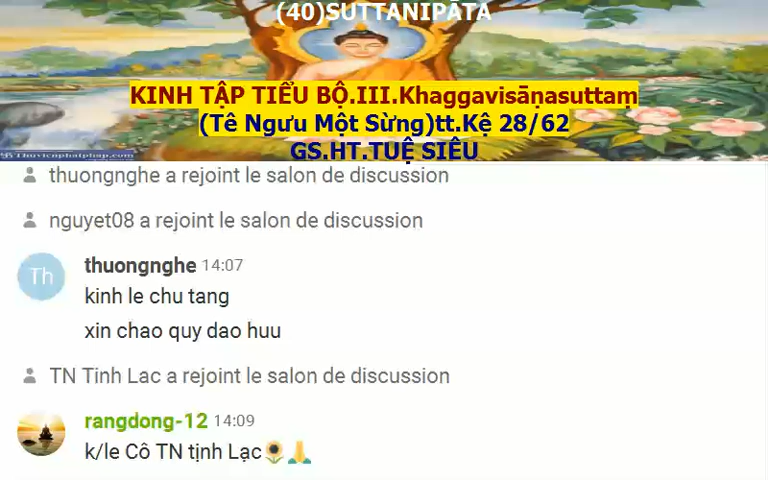 (40)SUTTANIPĀTA
KINH TẬP TIỂU BỘ.III.Khaggavisāṇasuttaṃ
(Tê Ngưu Một Sừng)tt.Kệ 28/62
GS.HT.TUỆ SIÊU
Thuvienphatphap.com
thuongnghe a rejoint le salon de discussion
nguyet08 a rejoint le salon de discussion
Th
thuongnghe 14:07
kinh le chu tang
xin chao quy dao huu
TN Tinh Lac a rejoint le salon de discussion
rangdong-12 14:09
k/le Cô TN tịnh Lạc🌻🙏